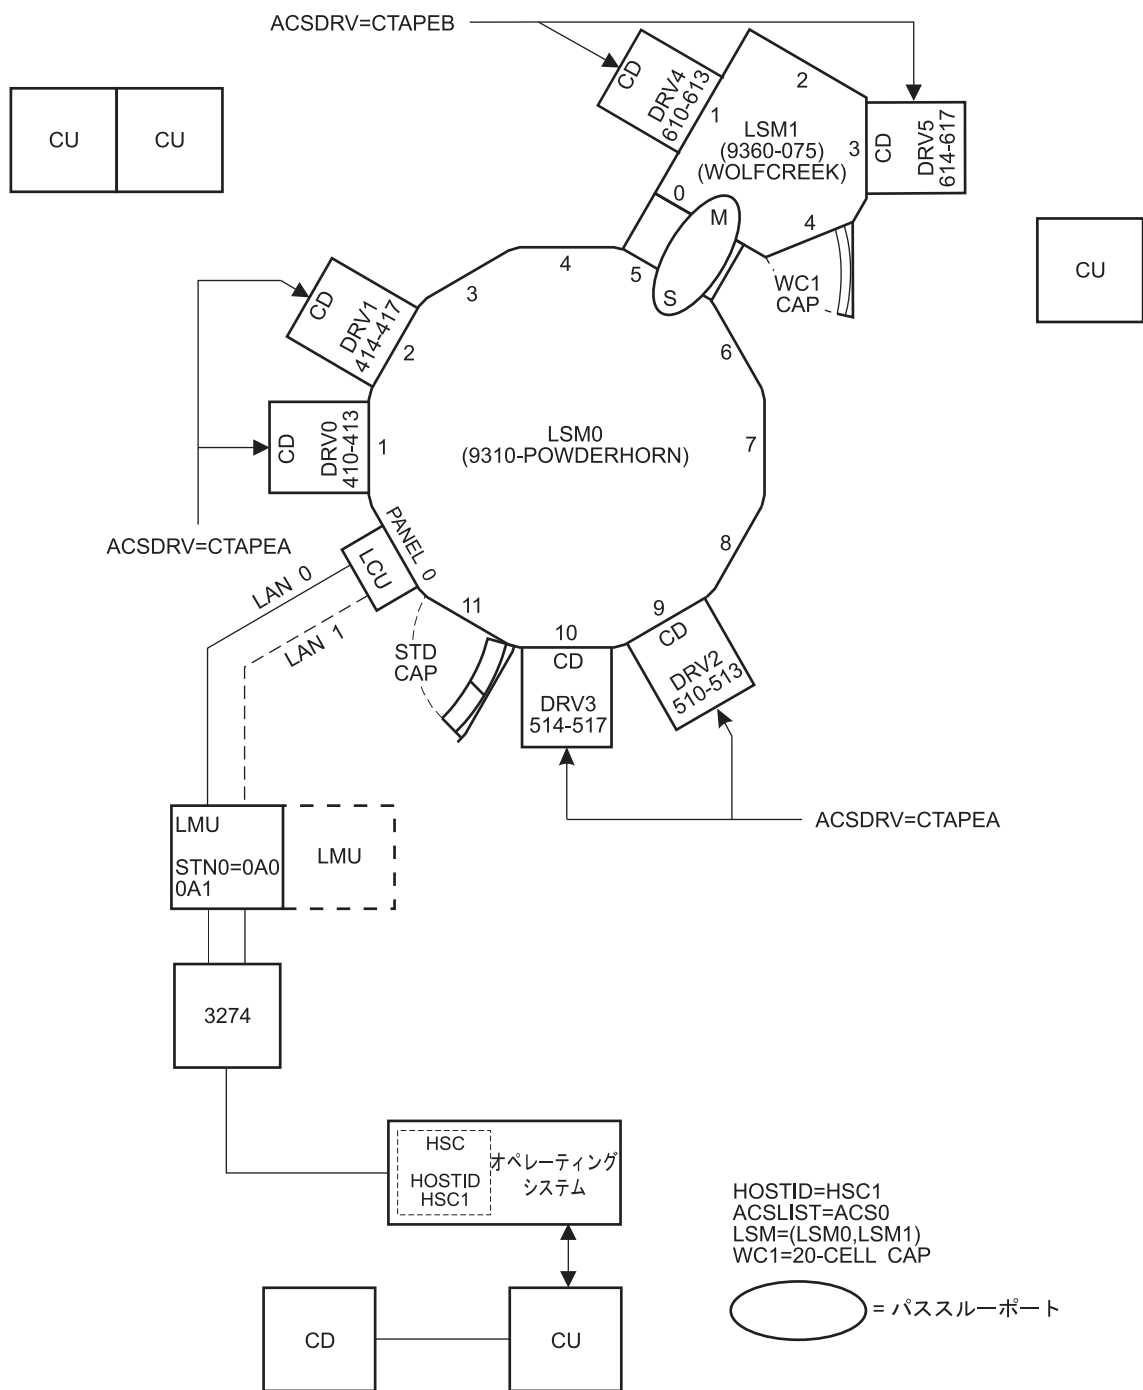 ACSDRV=CTAPEB
CU
CU
CD
DRV4
610-613
1
2
LSM1
(9360-075)
(WOLFCREEK)
3
CD
DRV5
614-617
0
M
4
CU
WC1
CAP
S
5
4
3
CD
DRV1
414-417
2
6
CD
DRV0
410-413
1
LSM0
(9310-POWDERHORN)
7
ACSDRV=CTAPEA
PANEL 0
LCU
8
LAN 0
LAN 1
11
STD
CAP
10
CD
DRV3
514-517
9
CD
DRV2
510-513
ACSDRV=CTAPEA
LMU
STN0=0A0
0A1
LMU
3274
HSC
HOSTID
HSC1
オペレーティング
システム
HOSTID=HSC1
ACSLIST=ACS0
LSM=(LSM0,LSM1)
WC1=20-CELL CAP
= パススルーポート
CD
CU